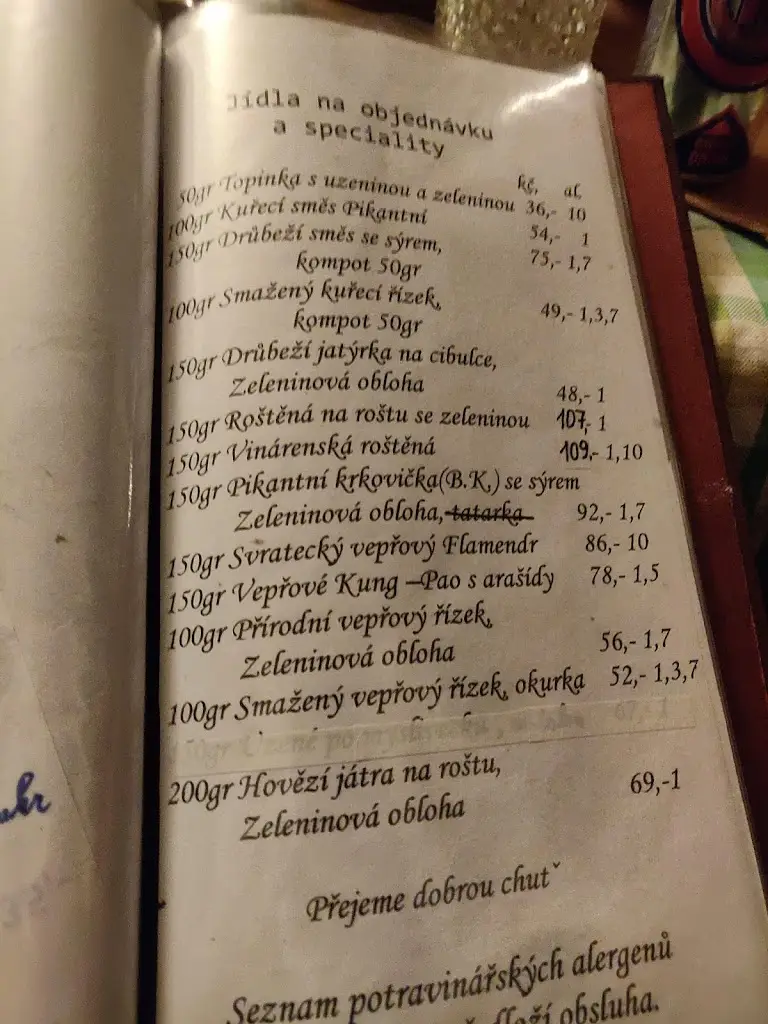 Jídla na objednávku
a speciality
kč, al,
50gr Topinka s uzeninou a zeleninou 36,- 10
100gr Kuřecí směs Pikantní 54,- 1
150gr Drůbeží směs se sýrem, 75,- 1,7
kompot 50gr
100gr Smažený kuřecí řízek, 49,- 1,3,7
kompot 50gr
150gr Drůbeží jatýrka na cibulce,
Zeleninová obloha 48,- 1
150gr Roštěná na roštu se zeleninou 107,- 1
150gr Vinárenská roštěná 109,- 1,10
150gr Pikantní krkovička(B.K,) se sýrem
Zeleninová obloha, tatarka 92,- 1,7
150gr Svratecký vepřový Flamendr 86,- 10
150gr Vepřové Kung –Pao s arašídy 78,- 1,5
100gr Přírodní vepřový řízek,
Zeleninová obloha 56,- 1,7
100gr Smažený vepřový řízek, okurka 52,- 1,3,7
200gr Hovězí játra na roštu,
Zeleninová obloha 69,-1
Přejeme dobrou chutˇ
Seznam potravinářských alergenů
obsluha.